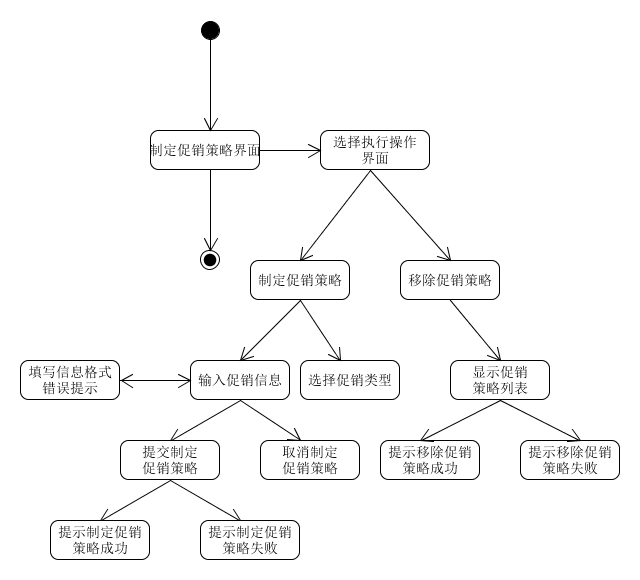 制定促销策略界面
选择执行操作
界面
制定促销策略
移除促销策略
填写信息格式
错误提示
输入促销信息
选择促销类型
显示促销
策略列表
提交制定
促销策略
取消制定
促销策略
提示移除促销
策略成功
提示移除促销
策略失败
提示制定促销
策略成功
提示制定促销
策略失败